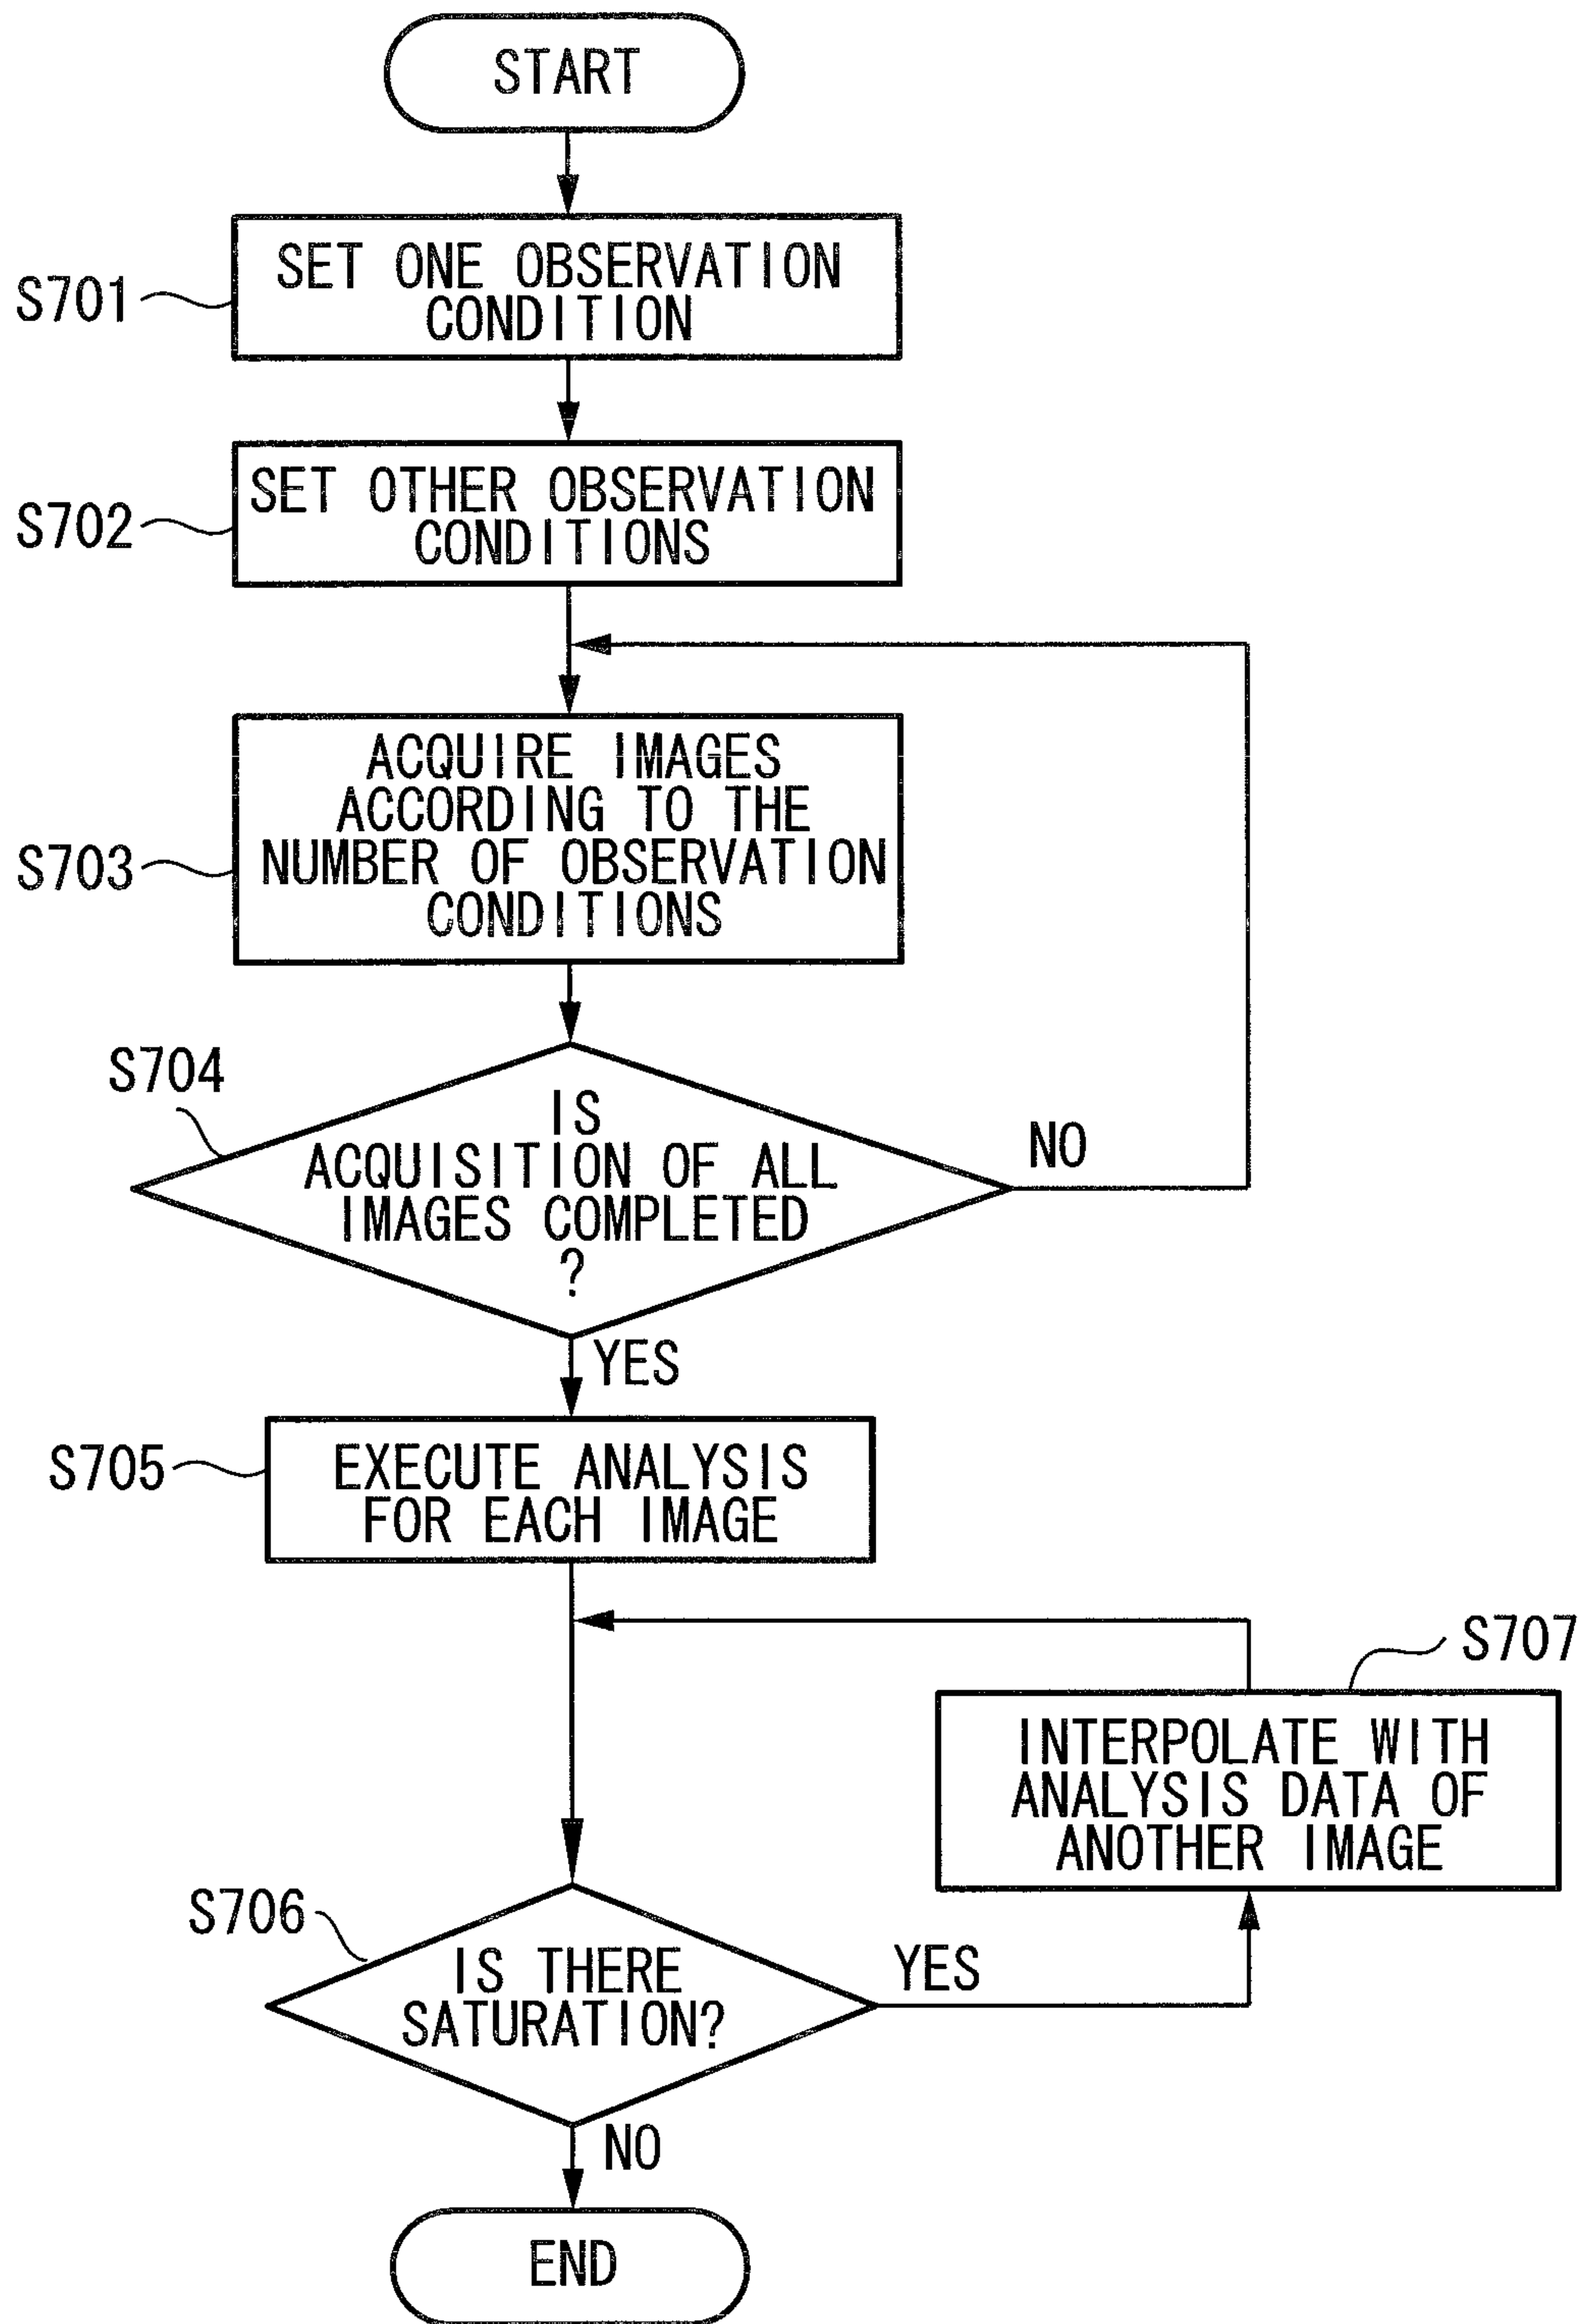 START
S701
SET ONE OBSERVATION
CONDITION
S702
SET OTHER OBSERVATION
CONDITIONS
S703
ACQUIRE IMAGES
ACCORDING TO THE
NUMBER OF OBSERVATION
CONDITIONS
S704
IS
ACQUISITION OF ALL
IMAGES COMPLETED
?
NO
YES
S705
EXECUTE ANALYSIS
FOR EACH IMAGE
S707
INTERPOLATE WITH
ANALYSIS DATA OF
ANOTHER IMAGE
S706
IS THERE
SATURATION?
YES
NO
END